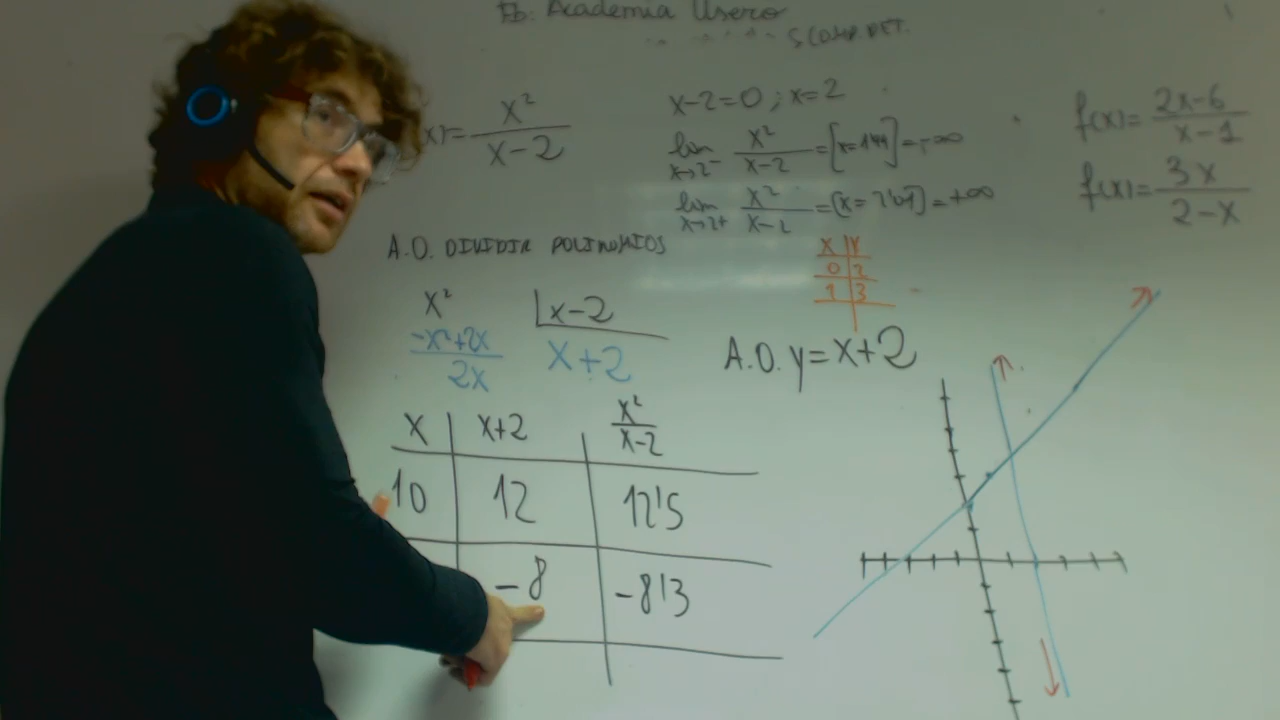 Fb: Academia Usero
(x)= x²/(x-2)
x-2=0 ; x=2
lim x→2⁻ x²/(x-2) =[x=1'99]=-∞
lim x→2+ x²/(x-2) =(x=2'01)=+∞
f(x)= (2x-6)/(x-1)
f(x)= 3x/(2-x)
A.O. DIVIDIR POLINOMIOS
x² | x-2
-x²+2x
x+2
2x
X | Y
0 | 2
1 | 3
A.O. y=x+2
x | x+2 | x²/(x-2)
10 | 12 | 12'5
-8 | -8'3